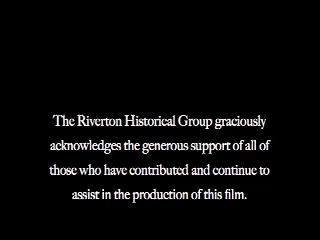 The Riverton Historical Group graciously
acknowledges the generous support of all of
those who have contributed and continue to
assist in the production of this film.